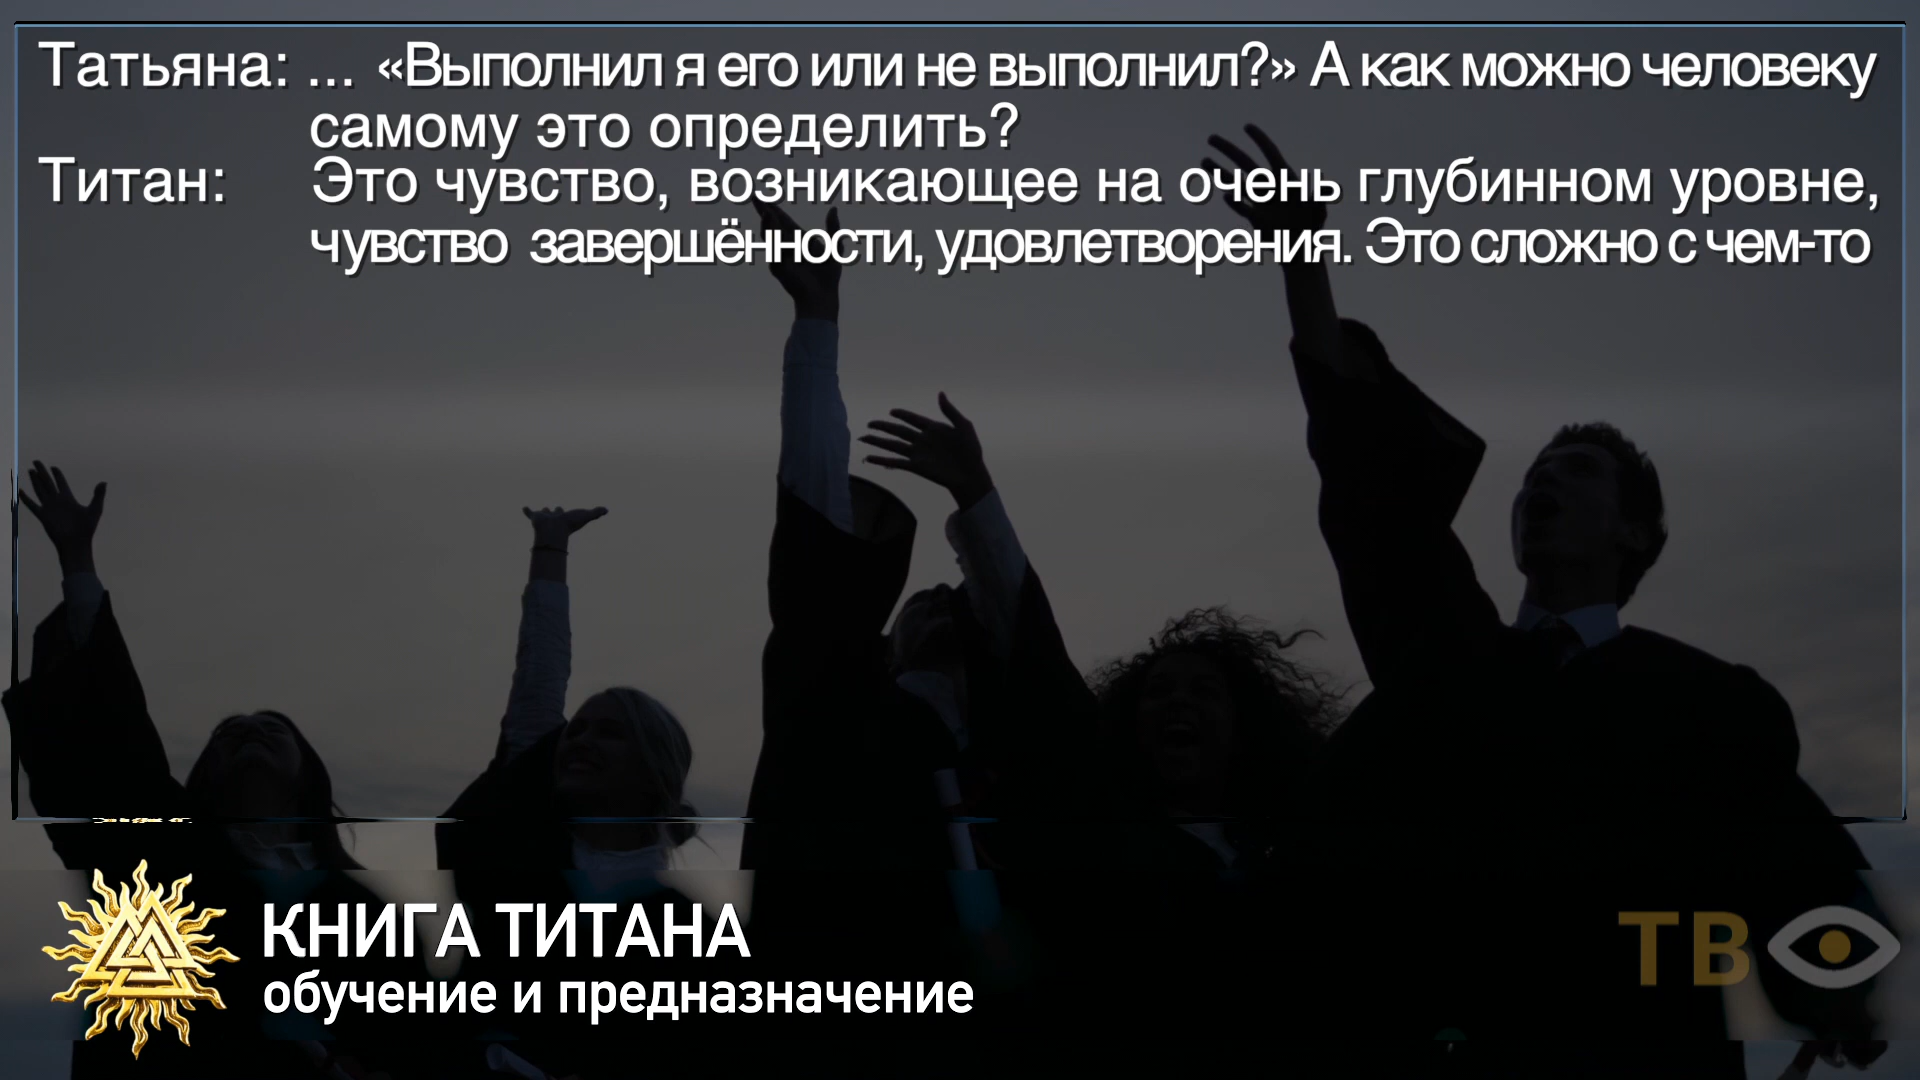 Татьяна: ... «Выполнил я его или не выполнил?» А как можно человеку
самому это определить?
Титан: Это чувство, возникающее на очень глубинном уровне,
чувство завершённости, удовлетворения. Это сложно с чем-то
КНИГА ТИТАНА
обучение и предназначение
ТВ